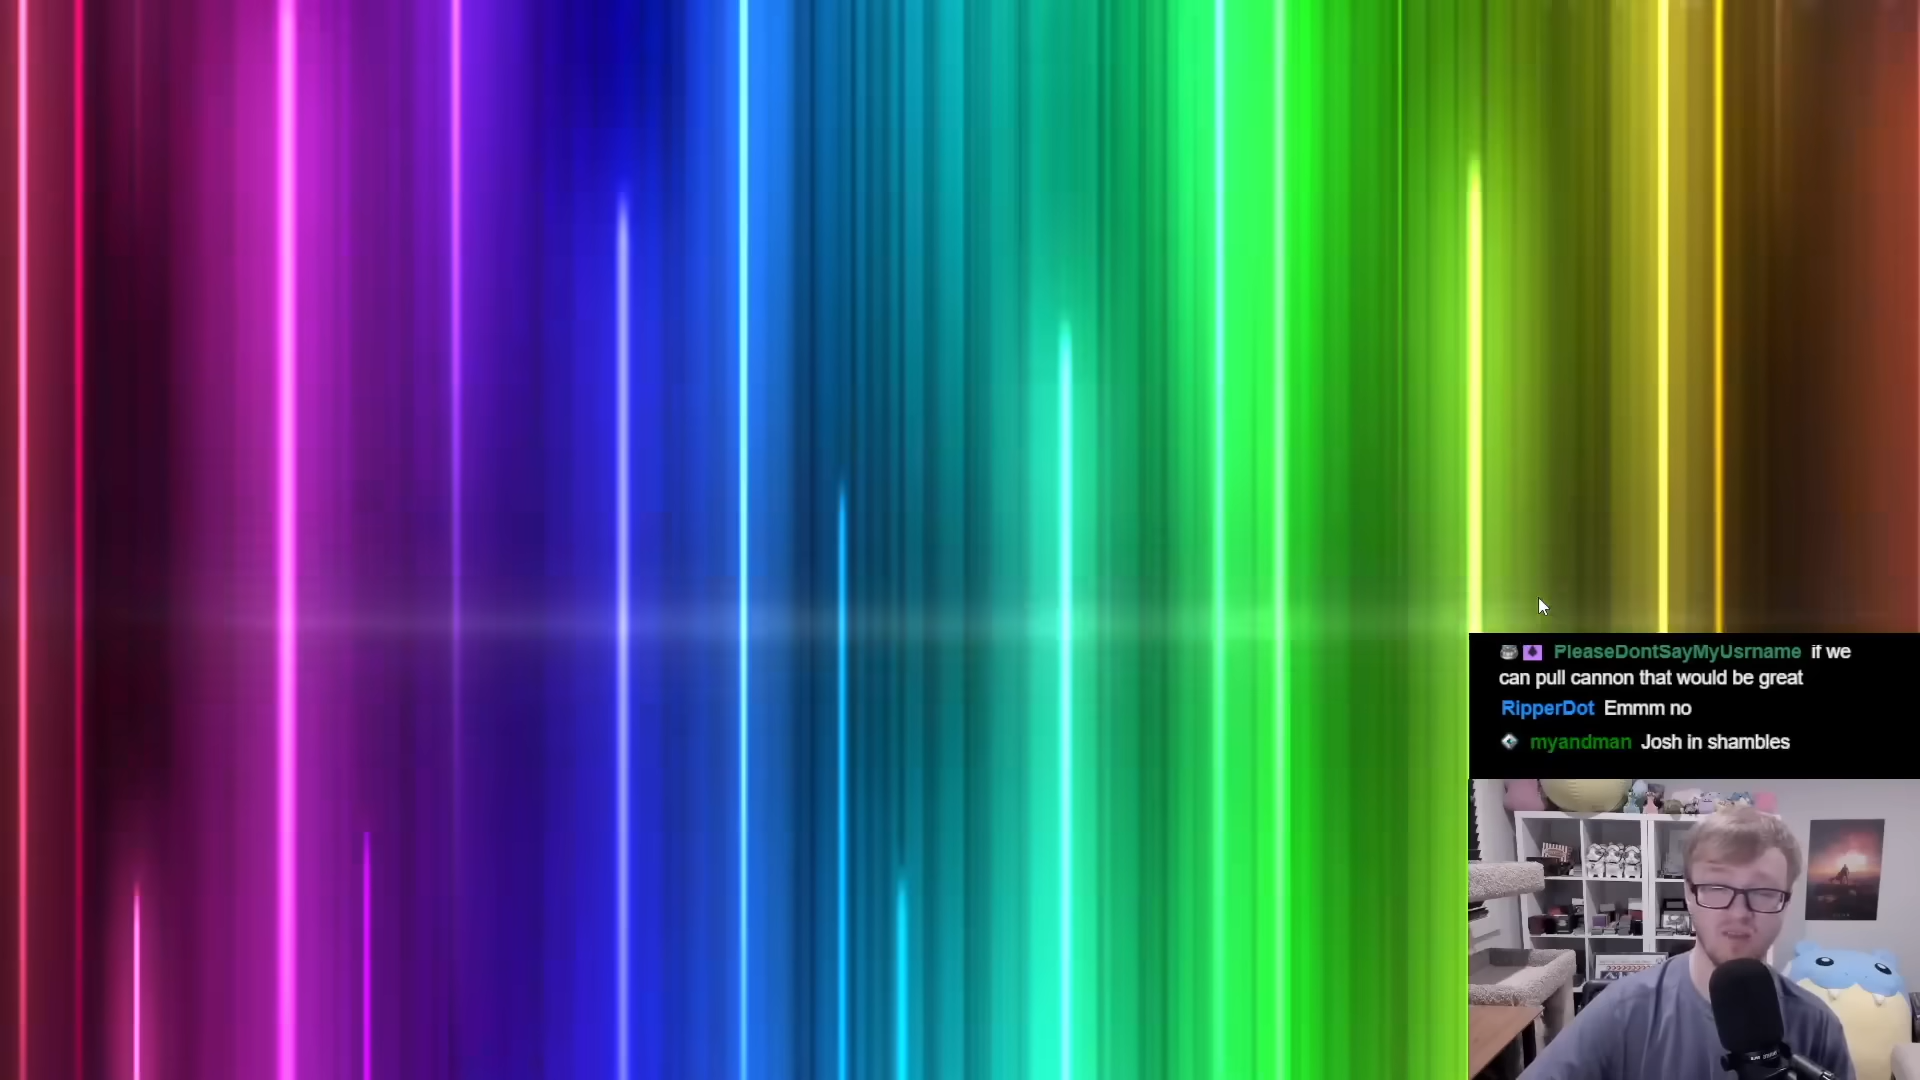 PleaseDontSayMyUsrname if we
can pull cannon that would be great
RipperDot Emmm no
myandman Josh in shambles